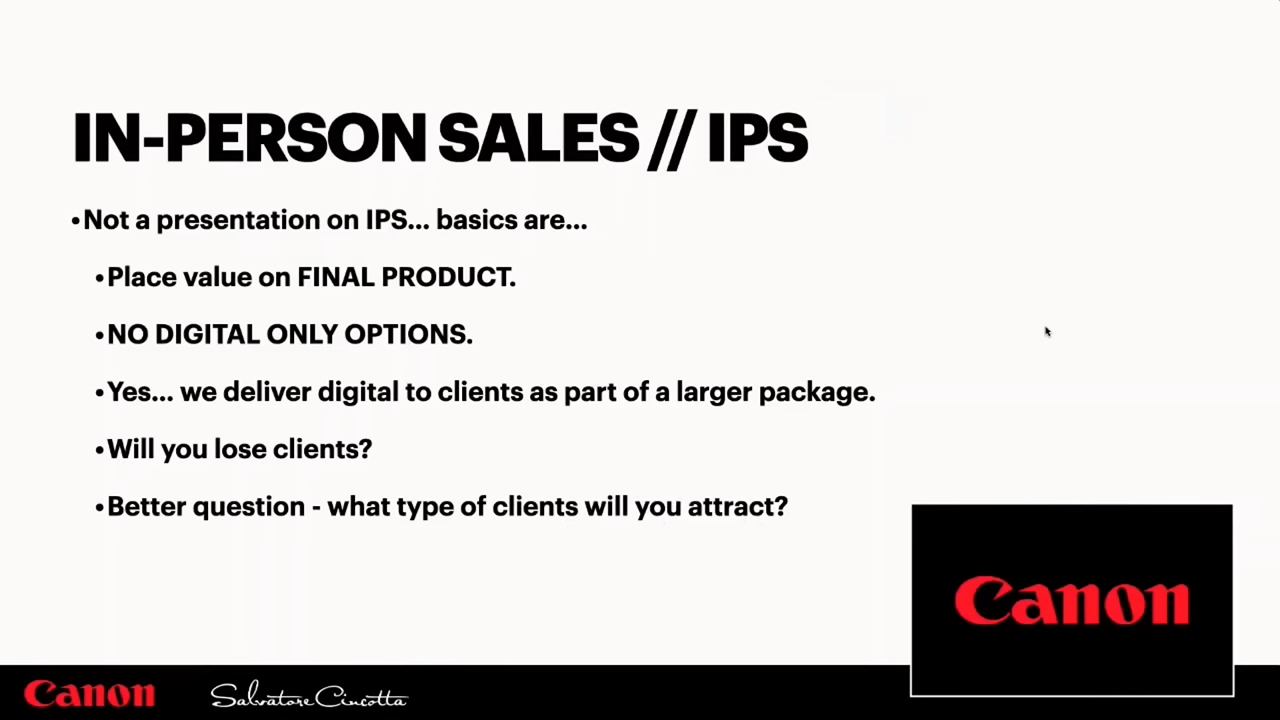 IN-PERSON SALES // IPS
•Not a presentation on IPS... basics are...
•Place value on FINAL PRODUCT.
•NO DIGITAL ONLY OPTIONS.
•Yes... we deliver digital to clients as part of a larger package.
•Will you lose clients?
•Better question - what type of clients will you attract?
Canon
Canon
Salvatore Cincotta